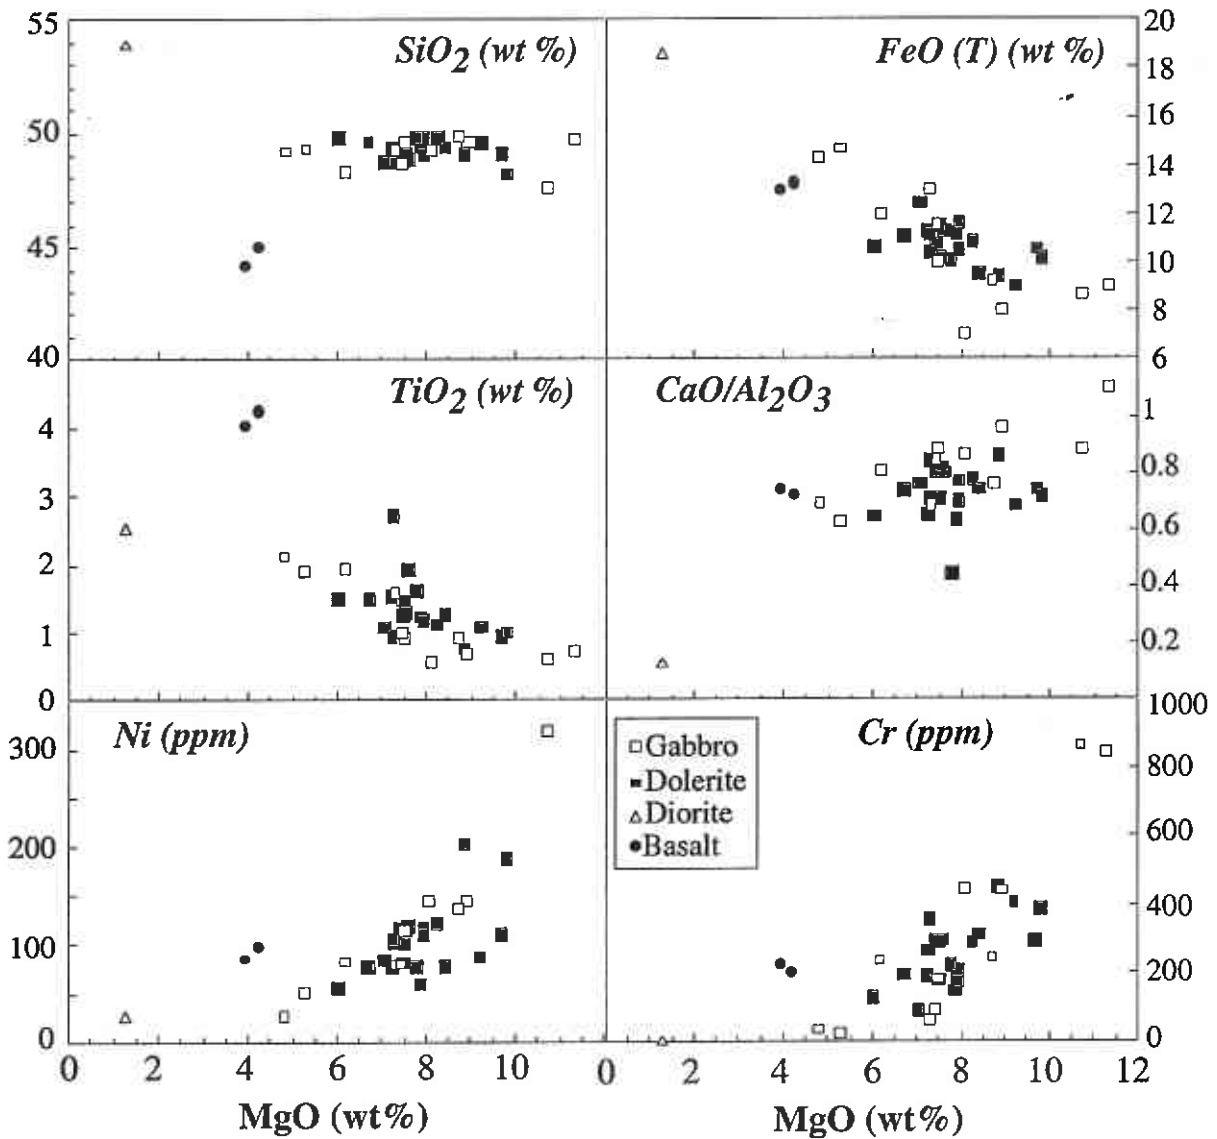 55
50
45
40
SiO2 (wt %)
FeO (T) (wt %)
20
18
16
14
12
10
8
6
4
3
2
1
0
TiO2 (wt %)
CaO/Al2O3
1
0.8
0.6
0.4
0.2
300
200
100
0
Ni (ppm)
Gabbro
Dolerite
Diorite
Basalt
Cr (ppm)
1000
800
600
400
200
0
0 2 4 6 8 10
0 2 4 6 8 10 12
MgO (wt%)
MgO (wt%)